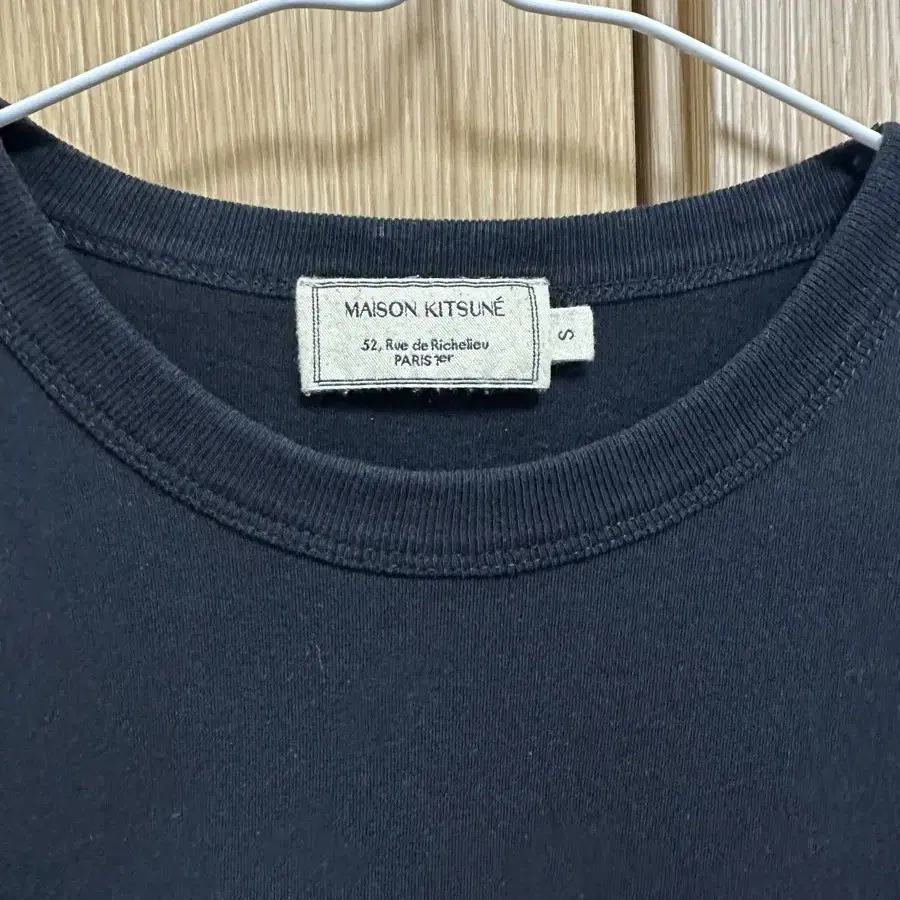 MAISON KITSUNÉ
52, Rue de Richelieu
PARIS 1er
S